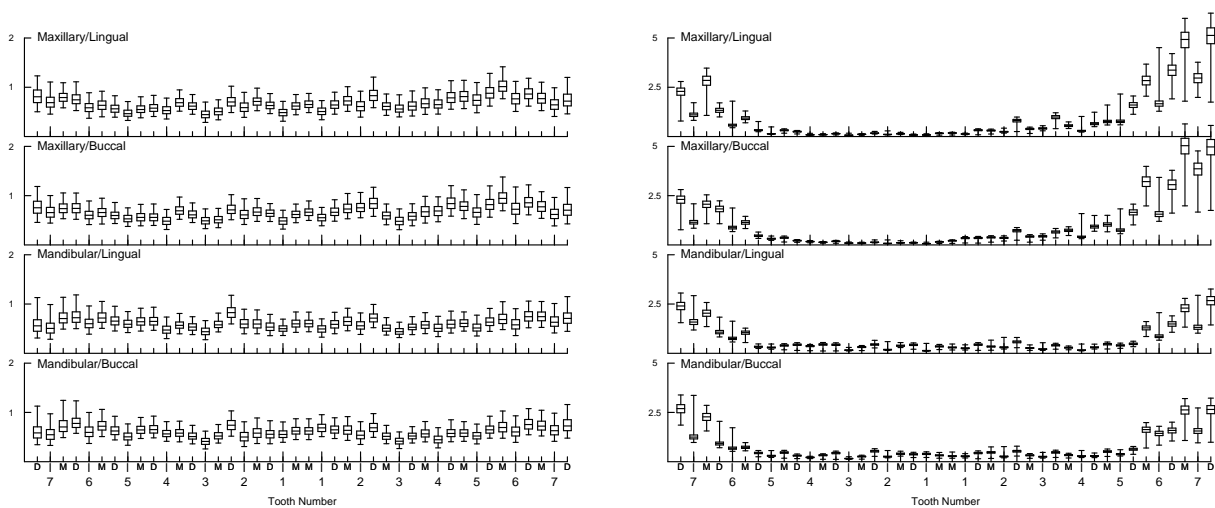 2
Maxillary/Lingual
1
2
Maxillary/Buccal
1
2
Mandibular/Lingual
1
2
Mandibular/Buccal
1
D M D M D M D M D M D M D M M D M D M D M D M D M D M D
7 6 5 4 3 2 1 1 2 3 4 5 6 7
Tooth Number
5
Maxillary/Lingual
2.5
5
Maxillary/Buccal
2.5
5
Mandibular/Lingual
2.5
5
Mandibular/Buccal
2.5
D M D M D M D M D M D M D M M D M D M D M D M D M D M D
7 6 5 4 3 2 1 1 2 3 4 5 6 7
Tooth Number